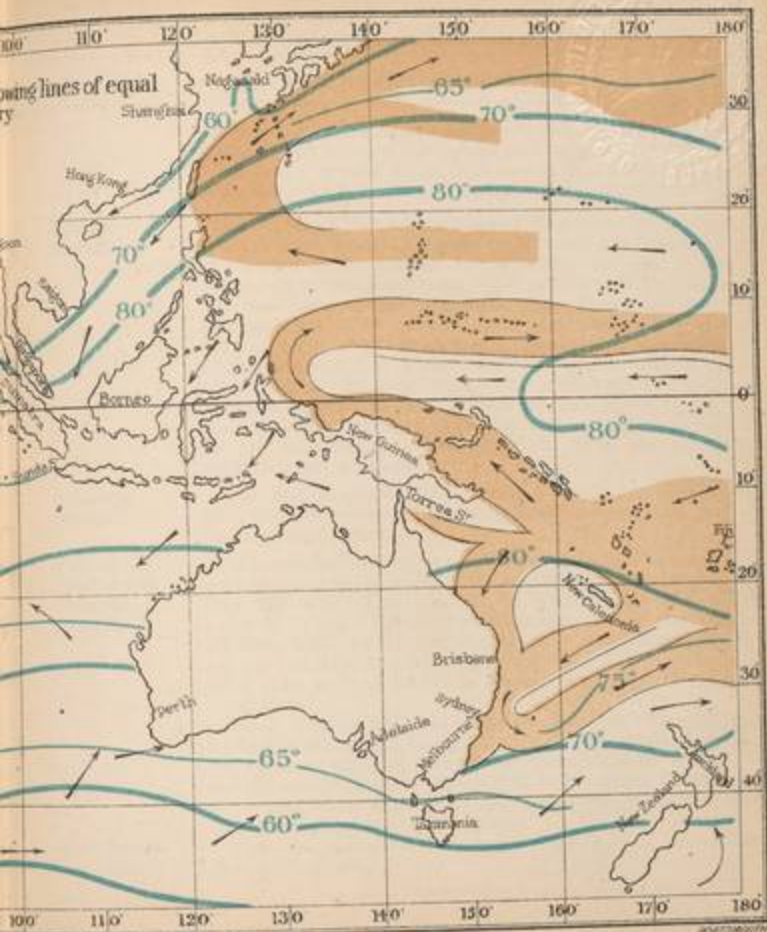 100° 110° 120° 130° 140° 150° 160° 170° 180°
lines of equal
Nagasaki
65°
Shanghai
60°
70°
30
Hong Kong
80°
20
70°
80°
10
Borneo
0
80°
New Guinea
10
Torres Sr
Fiji
80°
20
New Caledonia
Brisbane
75°
30
Perth
Sydney
Adelaide
Melbourne
65°
70°
Auckland
40
60°
Tasmania
New Zealand
100° 110° 120° 130° 140° 150° 160° 170° 180°